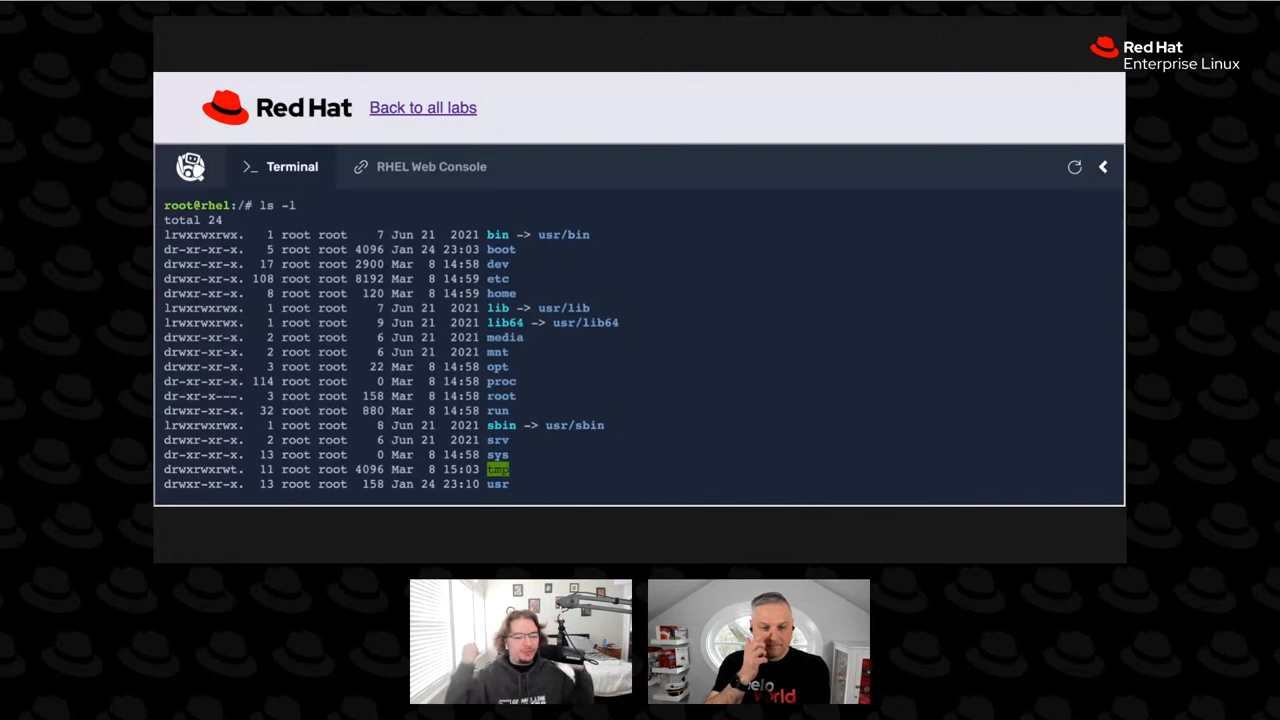 Red Hat
Enterprise Linux
Red Hat Back to all labs
>_ Terminal RHEL Web Console
root@rhel:/# ls -l
total 24
lrwxrwxrwx. 1 root root 7 Jun 21 2021 bin -> usr/bin
dr-xr-xr-x. 5 root root 4096 Jan 24 23:03 boot
drwxr-xr-x. 17 root root 2900 Mar 8 14:58 dev
drwxr-xr-x. 108 root root 8192 Mar 8 14:59 etc
drwxr-xr-x. 8 root root 120 Mar 8 14:59 home
lrwxrwxrwx. 1 root root 7 Jun 21 2021 lib -> usr/lib
lrwxrwxrwx. 1 root root 9 Jun 21 2021 lib64 -> usr/lib64
drwxr-xr-x. 2 root root 6 Jun 21 2021 media
drwxr-xr-x. 2 root root 6 Jun 21 2021 mnt
drwxr-xr-x. 3 root root 22 Mar 8 14:58 opt
dr-xr-xr-x. 114 root root 0 Mar 8 14:58 proc
dr-xr-x---. 3 root root 158 Mar 8 14:58 root
drwxr-xr-x. 32 root root 880 Mar 8 14:58 run
lrwxrwxrwx. 1 root root 8 Jun 21 2021 sbin -> usr/sbin
drwxr-xr-x. 2 root root 6 Jun 21 2021 srv
dr-xr-xr-x. 13 root root 0 Mar 8 14:58 sys
drwxrwxrwt. 11 root root 4096 Mar 8 15:03 tmp
drwxr-xr-x. 13 root root 158 Jan 24 23:10 usr